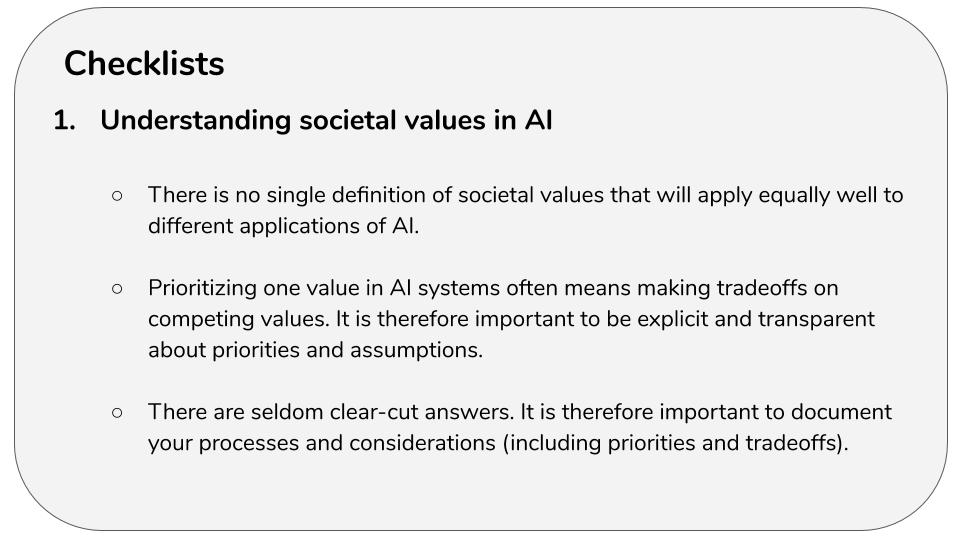 Checklists
1. Understanding societal values in AI
○ There is no single definition of societal values that will apply equally well to
different applications of AI.
○ Prioritizing one value in AI systems often means making tradeoffs on
competing values. It is therefore important to be explicit and transparent
about priorities and assumptions.
○ There are seldom clear-cut answers. It is therefore important to document
your processes and considerations (including priorities and tradeoffs).